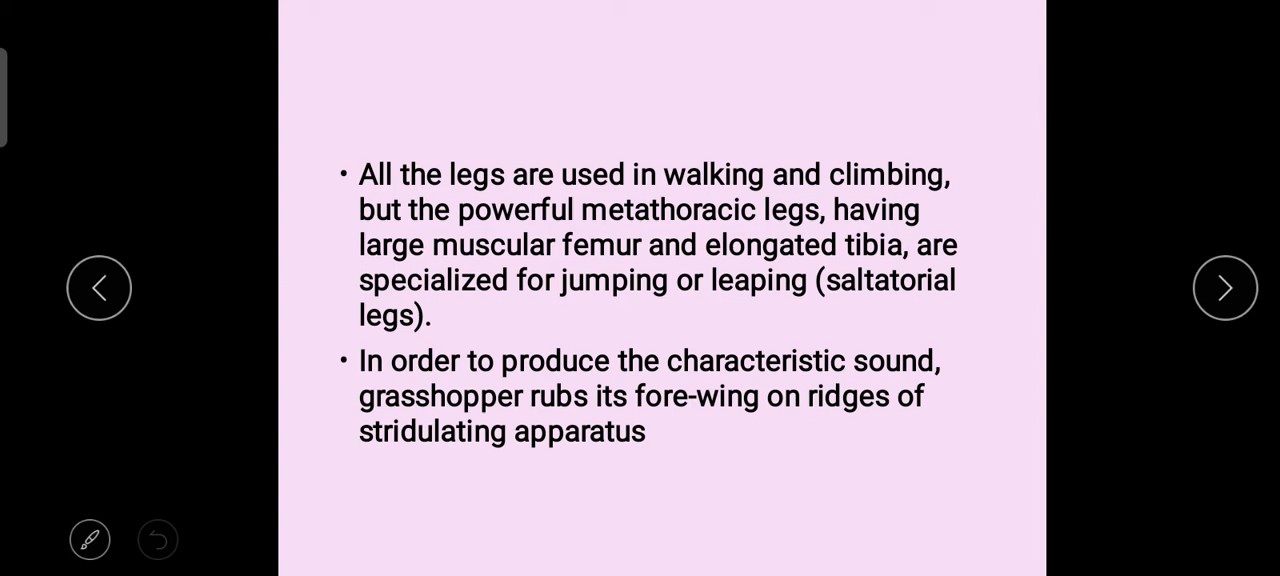 • All the legs are used in walking and climbing,
but the powerful metathoracic legs, having
large muscular femur and elongated tibia, are
specialized for jumping or leaping (saltatorial
legs).
• In order to produce the characteristic sound,
grasshopper rubs its fore-wing on ridges of
stridulating apparatus